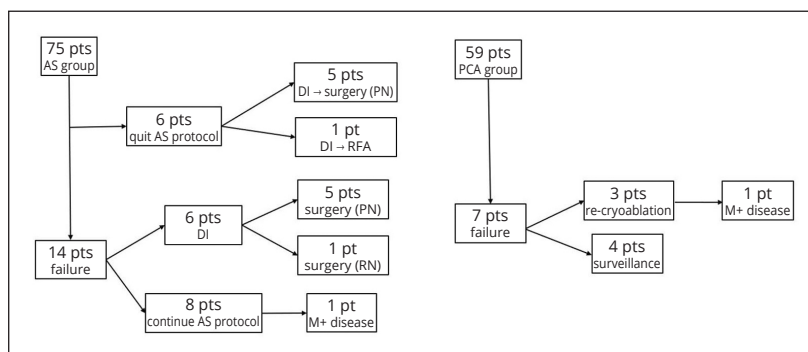 75 pts
AS group
6 pts
quit AS protocol
5 pts
DI → surgery (PN)
1 pt
DI → RFA
14 pts
failure
6 pts
DI
5 pts
surgery (PN)
1 pt
surgery (RN)
8 pts
continue AS protocol
1 pt
M+ disease
59 pts
PCA group
7 pts
failure
3 pts
re-cryoablation
1 pt
M+ disease
4 pts
surveillance